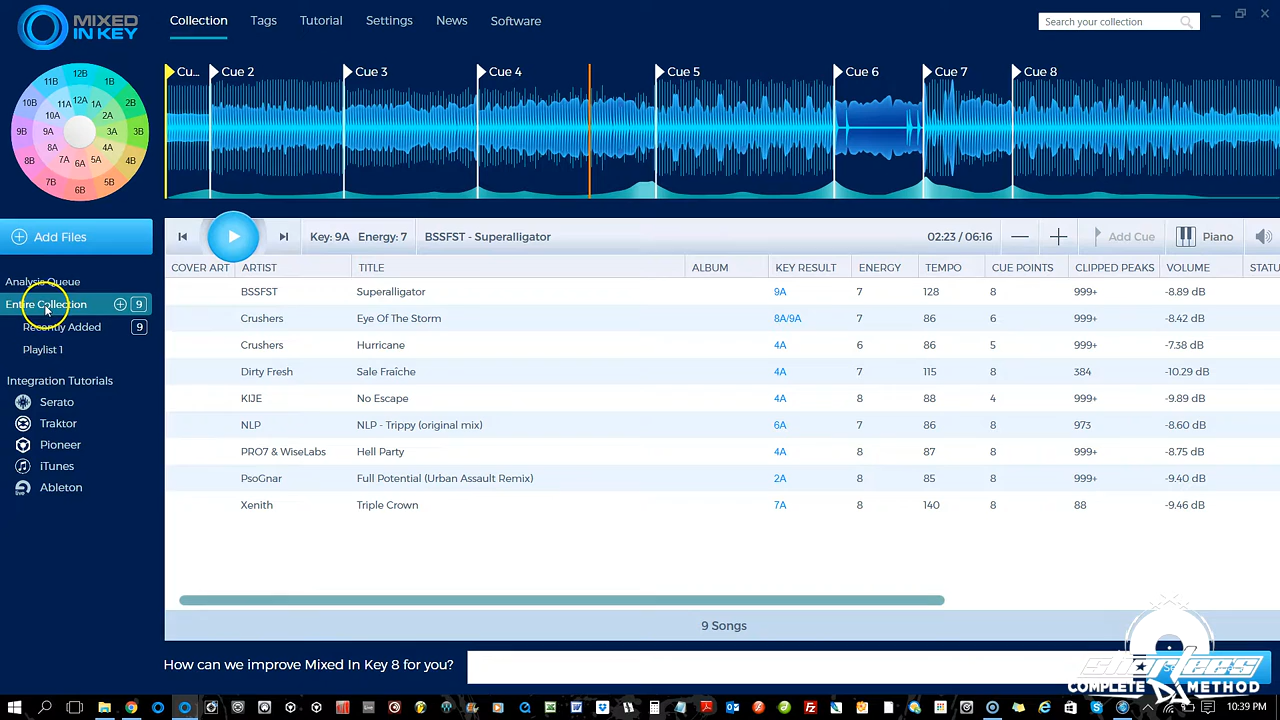 MIXED IN KEY
Collection Tags Tutorial Settings News Software
Search your collection
12B 1B 2B 3B 4B 5B 6B 7B 8B 9B 10B 11B
12A 1A 2A 3A 4A 5A 6A 7A 8A 9A 10A 11A
Cu... Cue 2 Cue 3 Cue 4 Cue 5 Cue 6 Cue 7 Cue 8
Add Files
Analysis Queue
Entire Collection 9
Recently Added 9
Playlist 1
Integration Tutorials
Serato
Traktor
Pioneer
iTunes
Ableton
Key: 9A Energy: 7 BSSFST - Superalligator 02:23 / 06:16 Add Cue Piano
COVER ART ARTIST TITLE ALBUM KEY RESULT ENERGY TEMPO CUE POINTS CLIPPED PEAKS VOLUME STATU
BSSFST Superalligator 9A 7 128 8 999+ -8.89 dB
Crushers Eye Of The Storm 8A/9A 7 86 6 999+ -8.42 dB
Crushers Hurricane 4A 6 86 5 999+ -7.38 dB
Dirty Fresh Sale Fraîche 4A 7 115 8 384 -10.29 dB
KIJE No Escape 4A 8 88 4 999+ -9.89 dB
NLP NLP - Trippy (original mix) 6A 7 86 8 973 -8.60 dB
PRO7 & WiseLabs Hell Party 4A 8 87 8 999+ -8.75 dB
PsoGnar Full Potential (Urban Assault Remix) 2A 8 85 8 999+ -9.40 dB
Xenith Triple Crown 7A 8 140 8 88 -9.46 dB
9 Songs
How can we improve Mixed In Key 8 for you?
COMPLETE DJ METHOD
10:39 PM